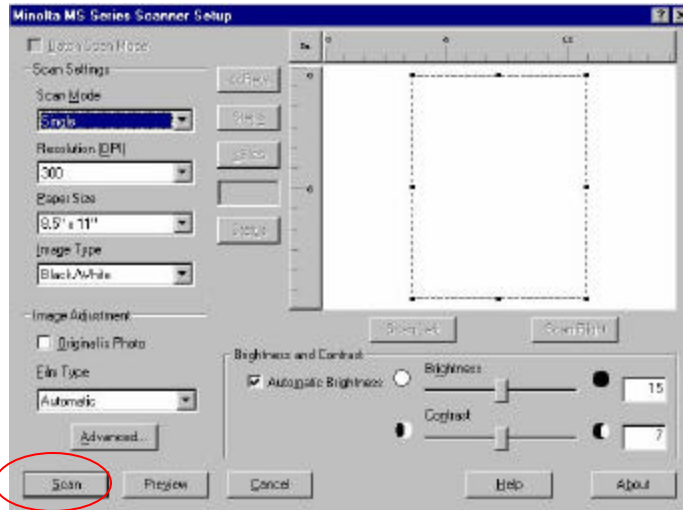 Minolta MS Series Scanner Setup
Batch Scan Mode
Scan Settings
Scan Mode
Single
Resolution (DPI)
300
Paper Size
8.5" x 11"
Image Type
Black/White
Image Adjustment
Original is Photo
Film Type
Automatic
Advanced...
Status
Scan Left
Scan Right
Brightness and Contrast
Automatic Brightness
Brightness
15
Contrast
7
Scan
Preview
Cancel
Help
About